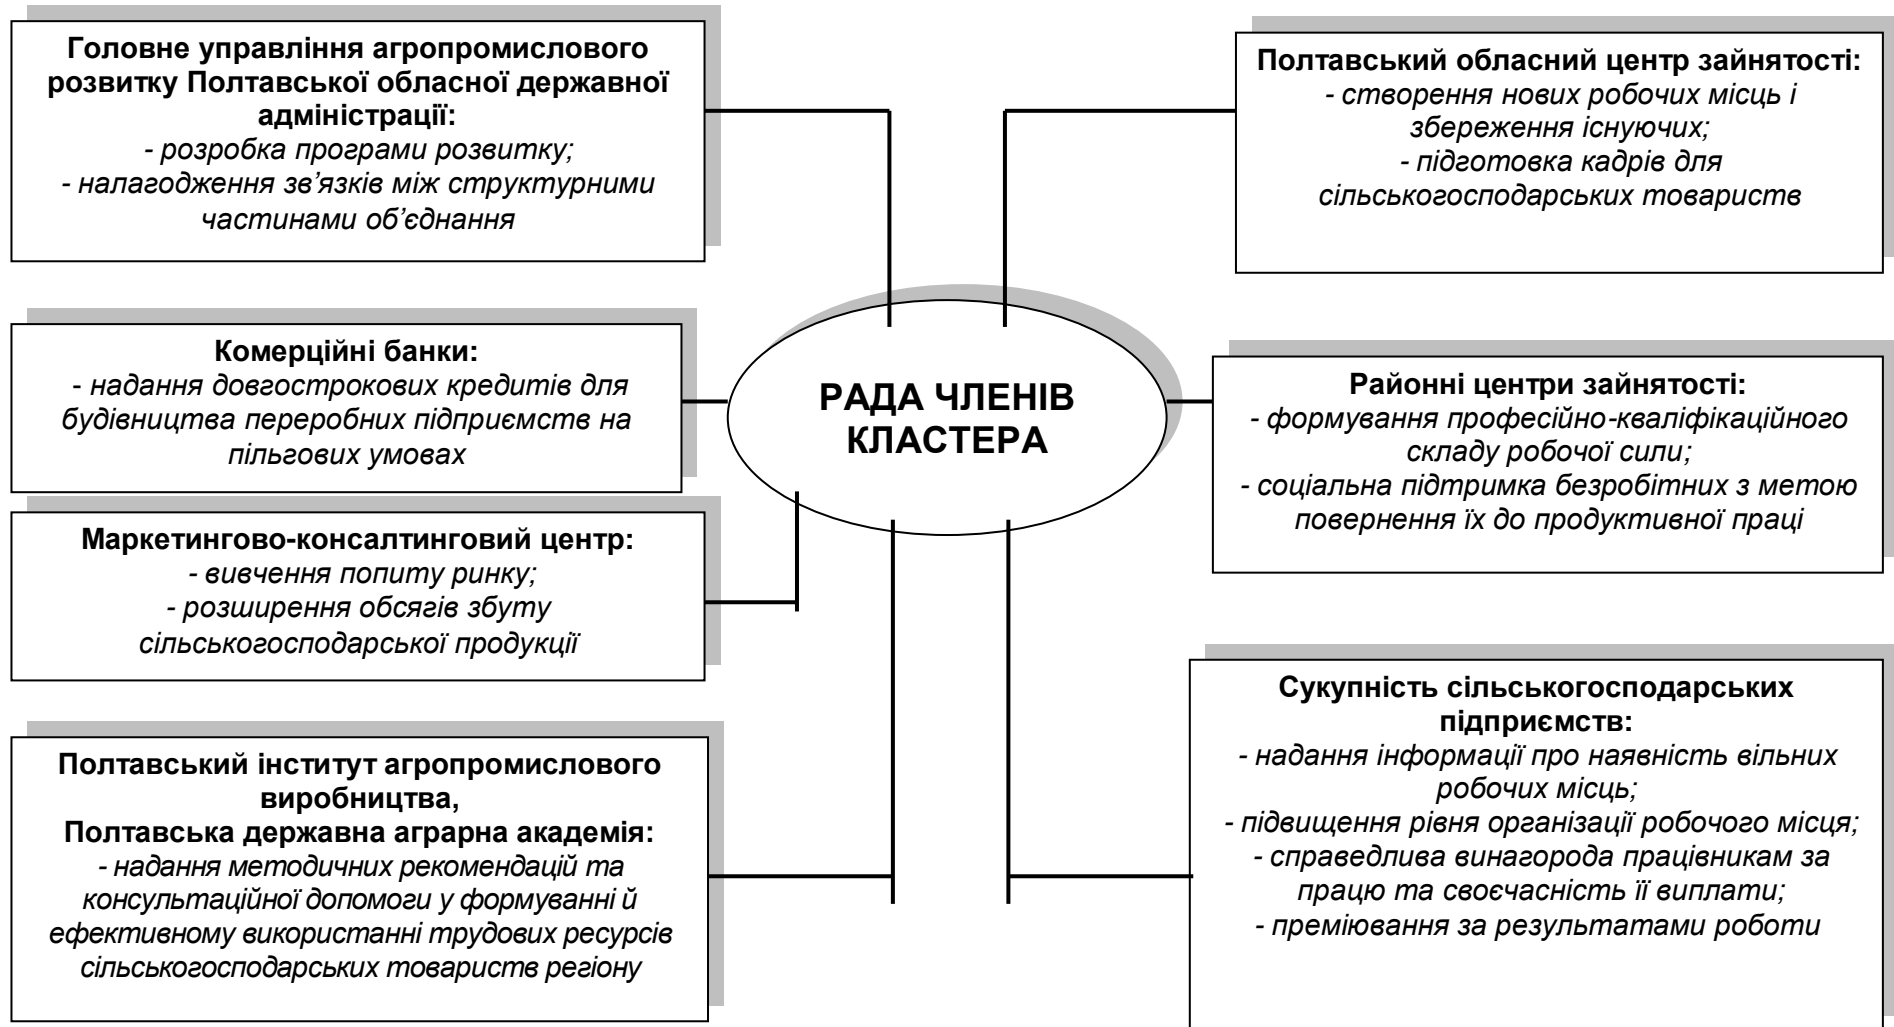 Головне управління агропромислового
розвитку Полтавської обласної державної
адміністрації:
- розробка програми розвитку;
- налагодження зв’язків між структурними
частинами об’єднання
Полтавський обласний центр зайнятості:
- створення нових робочих місць і
збереження існуючих;
- підготовка кадрів для
сільськогосподарських товариств
Комерційні банки:
- надання довгострокових кредитів для
будівництва переробних підприємств на
пільгових умовах
РАДА ЧЛЕНІВ
КЛАСТЕРА
Районні центри зайнятості:
- формування професійно-кваліфікаційного
складу робочої сили;
- соціальна підтримка безробітних з метою
повернення їх до продуктивної праці
Маркетингово-консалтинговий центр:
- вивчення попиту ринку;
- розширення обсягів збуту
сільськогосподарської продукції
Полтавський інститут агропромислового
виробництва,
Полтавська державна аграрна академія:
- надання методичних рекомендацій та
консультаційної допомоги у формуванні й
ефективному використанні трудових ресурсів
сільськогосподарських товариств регіону
Сукупність сільськогосподарських
підприємств:
- надання інформації про наявність вільних
робочих місць;
- підвищення рівня організації робочого місця;
- справедлива винагорода працівникам за
працю та своєчасність її виплати;
- преміювання за результатами роботи